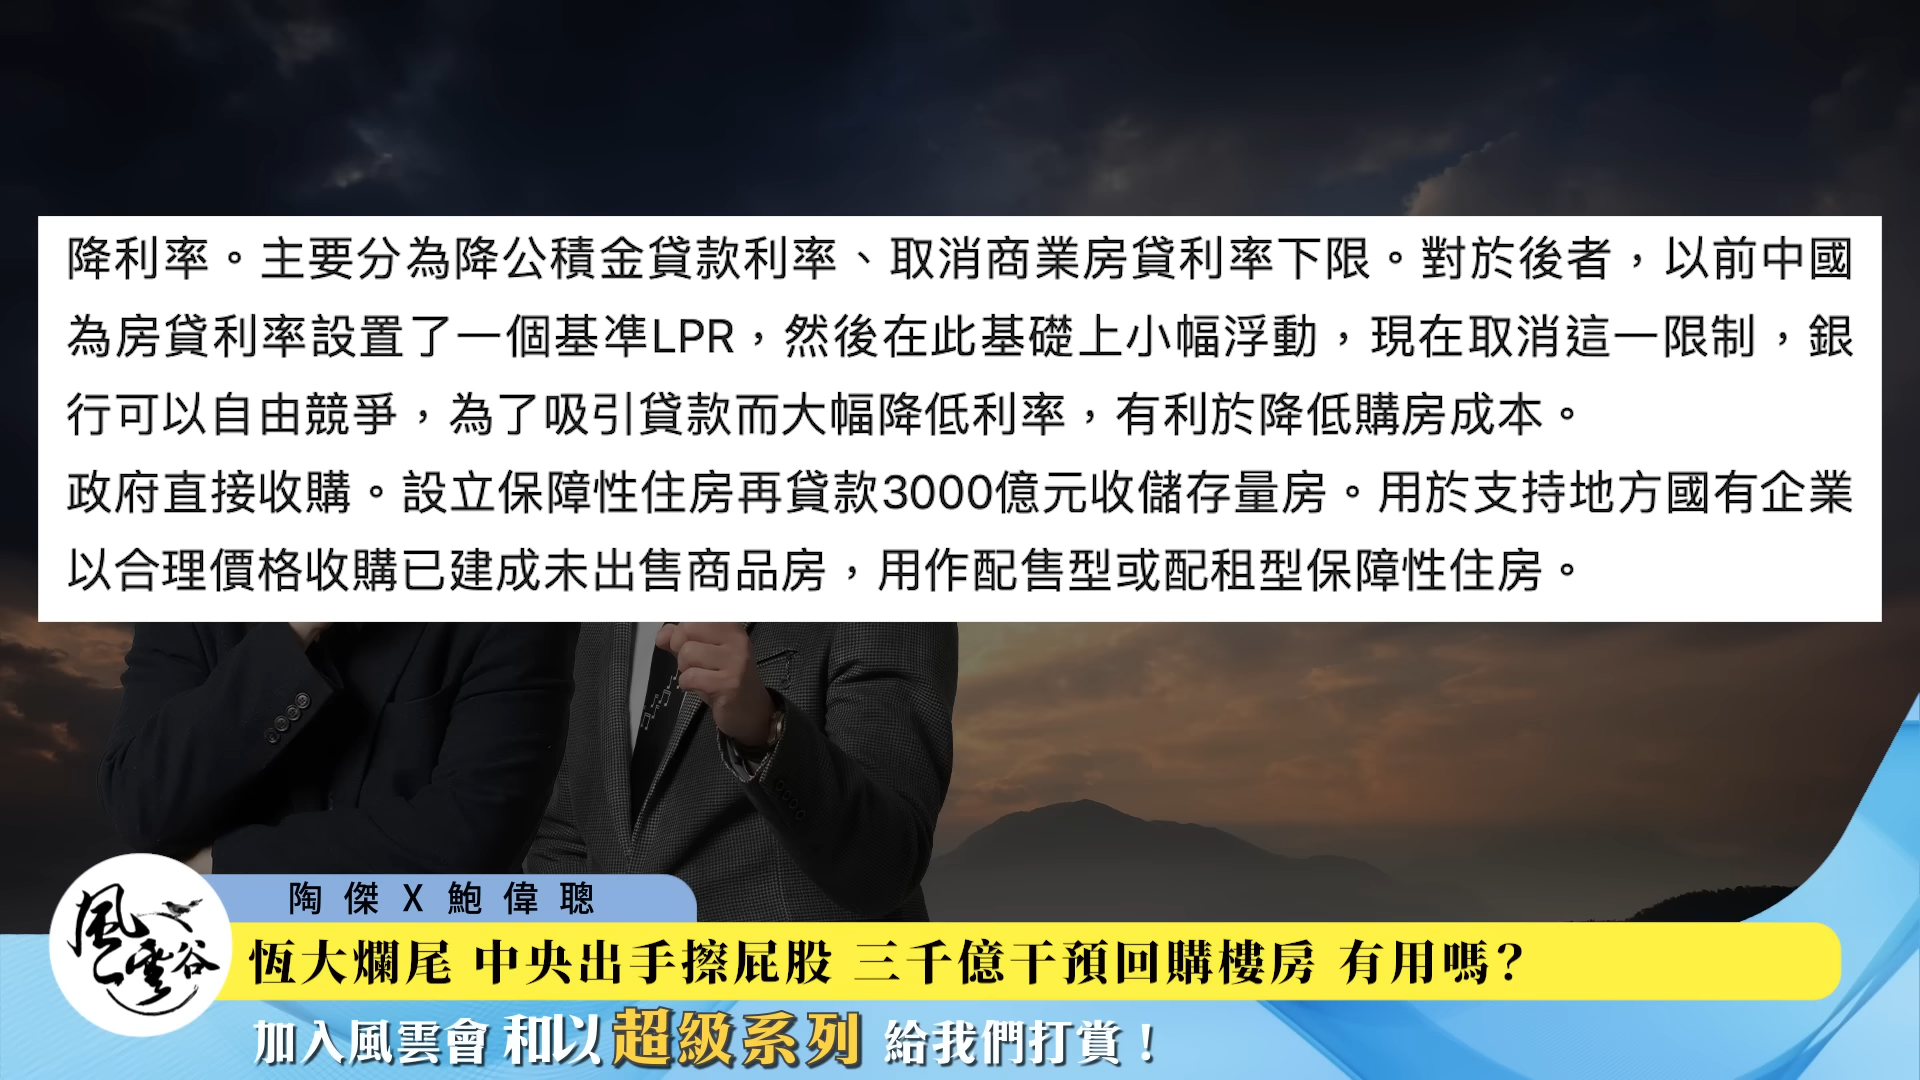 降利率。主要分為降公積金貸款利率、取消商業房貸利率下限。對於後者，以前中國
為房貸利率設置了一個基準LPR，然後在此基礎上小幅浮動，現在取消這一限制，銀
行可以自由競爭，為了吸引貸款而大幅降低利率，有利於降低購房成本。
政府直接收購。設立保障性住房再貸款3000億元收儲存量房。用於支持地方國有企業
以合理價格收購已建成未出售商品房，用作配售型或配租型保障性住房。
陶傑X鮑偉聰
風雲谷
恆大爛尾 中央出手擦屁股 三千億干預回購樓房 有用嗎？
加入風雲會 和以超級系列 給我們打賞！